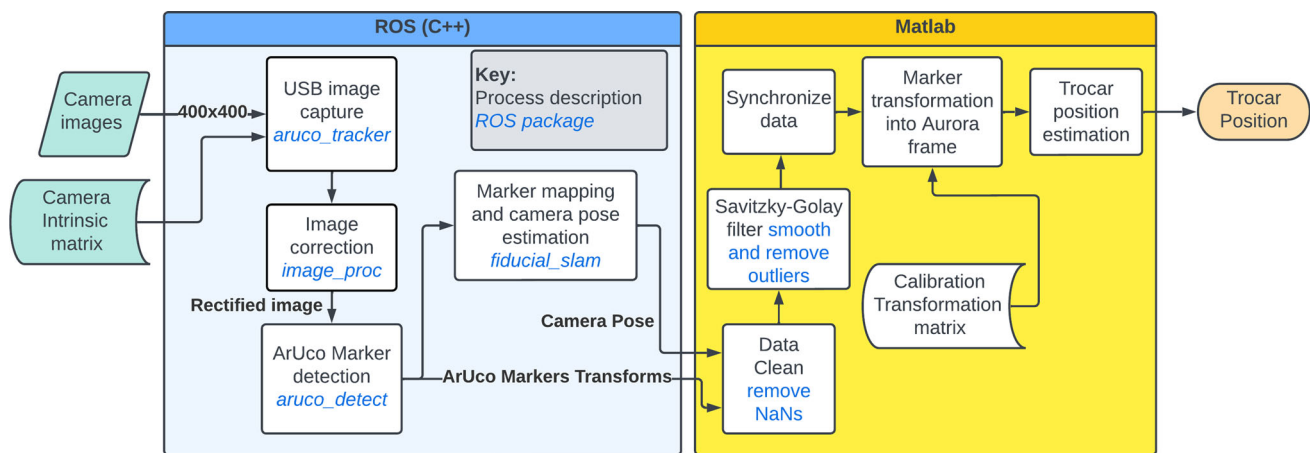 ROS (C++)
Matlab
Camera
images
400x400
USB image
capture
aruco_tracker
Key:
Process description
ROS package
Camera
Intrinsic
matrix
Image
correction
image_proc
Rectified image
ArUco Marker
detection
aruco_detect
Marker mapping
and camera pose
estimation
fiducial_slam
Camera Pose
ArUco Markers Transforms
Data
Clean
remove
NaNs
Savitzky-Golay
filter smooth
and remove
outliers
Synchronize
data
Marker
transformation
into Aurora
frame
Calibration
Transformation
matrix
Trocar
position
estimation
Trocar
Position